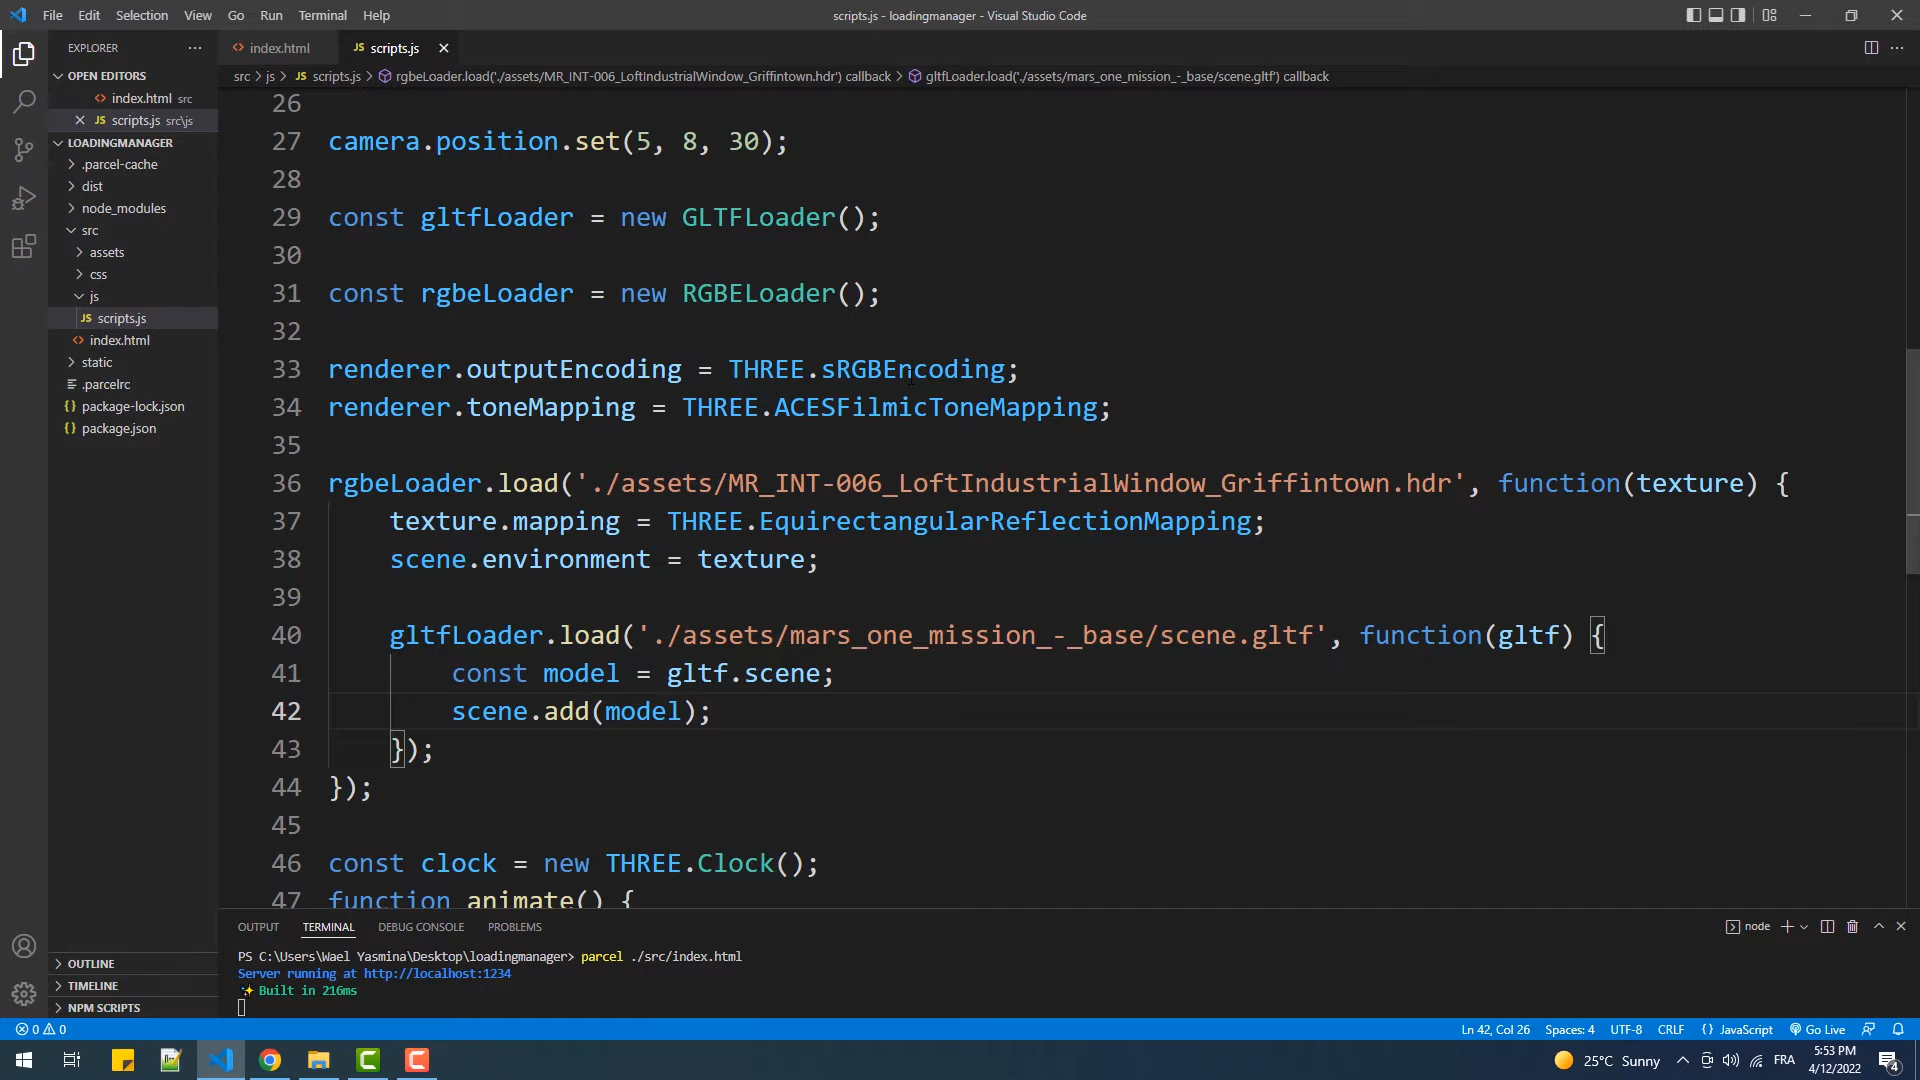 File Edit Selection View Go Run Terminal Help
scripts.js - loadingmanager - Visual Studio Code
EXPLORER
index.html
JS scripts.js
OPEN EDITORS
index.html src
JS scripts.js src\js
LOADINGMANAGER
.parcel-cache
dist
node_modules
src
assets
css
js
JS scripts.js
index.html
static
.parcelrc
package-lock.json
package.json
OUTLINE
TIMELINE
NPM SCRIPTS
src > js > JS scripts.js > rgbeLoader.load('./assets/MR_INT-006_LoftIndustrialWindow_Griffintown.hdr') callback > gltfLoader.load('./assets/mars_one_mission_-_base/scene.gltf') callback
26
27 camera.position.set(5, 8, 30);
28
29 const gltfLoader = new GLTFLoader();
30
31 const rgbeLoader = new RGBELoader();
32
33 renderer.outputEncoding = THREE.sRGBEncoding;
34 renderer.toneMapping = THREE.ACESFilmicToneMapping;
35
36 rgbeLoader.load('./assets/MR_INT-006_LoftIndustrialWindow_Griffintown.hdr', function(texture) {
37 texture.mapping = THREE.EquirectangularReflectionMapping;
38 scene.environment = texture;
39
40 gltfLoader.load('./assets/mars_one_mission_-_base/scene.gltf', function(gltf) {
41 const model = gltf.scene;
42 scene.add(model);
43 });
44 });
45
46 const clock = new THREE.Clock();
47 function animate() {
OUTPUT TERMINAL DEBUG CONSOLE PROBLEMS
node
PS C:\Users\Wael Yasmina\Desktop\loadingmanager> parcel ./src/index.html
Server running at http://localhost:1234
✨ Built in 216ms
0 0
Ln 42, Col 26 Spaces: 4 UTF-8 CRLF {} JavaScript Go Live
25°C Sunny
FRA
5:53 PM
4/12/2022
4